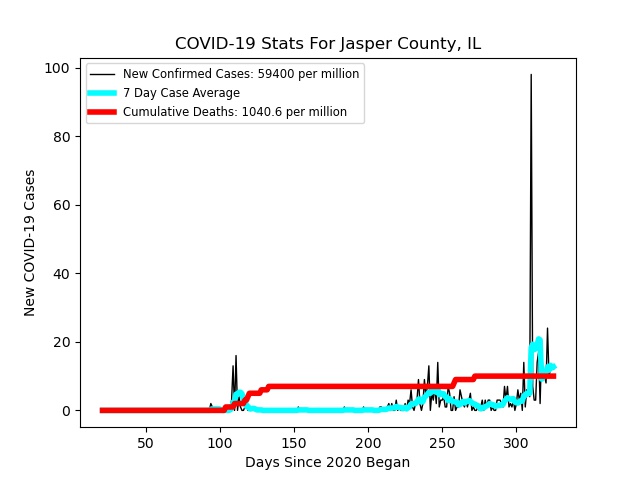 COVID-19 Stats For Jasper County, IL
New Confirmed Cases: 59400 per million
7 Day Case Average
Cumulative Deaths: 1040.6 per million
New COVID-19 Cases
100
80
60
40
20
0
50 100 150 200 250 300
Days Since 2020 Began